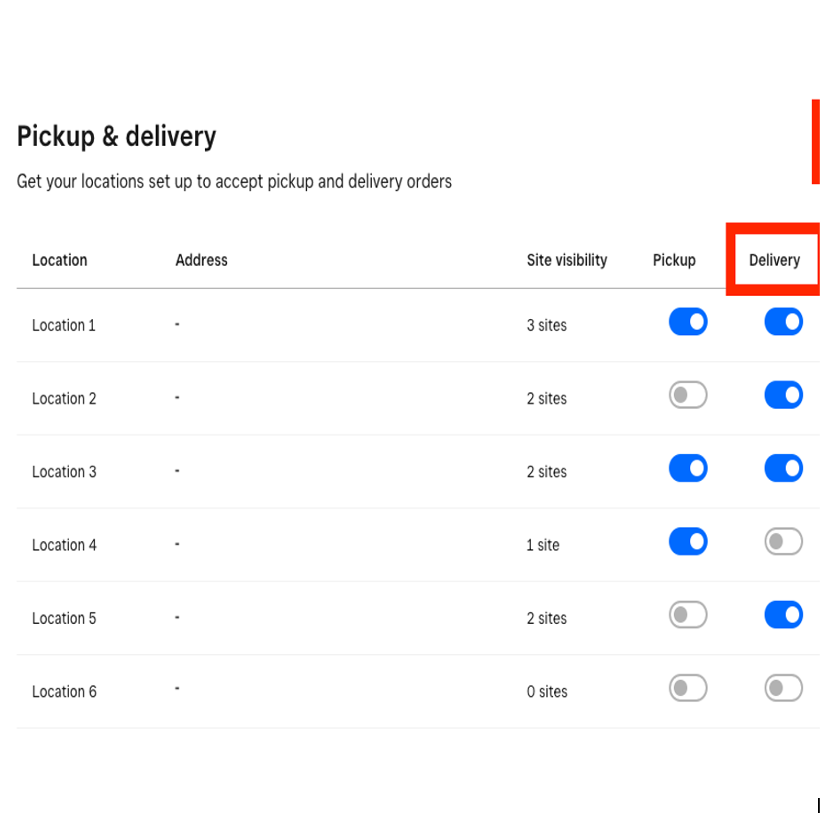 Pickup & delivery
Get your locations set up to accept pickup and delivery orders
Location Address Site visibility Pickup Delivery
Location 1 - 3 sites
Location 2 - 2 sites
Location 3 - 2 sites
Location 4 - 1 site
Location 5 - 2 sites
Location 6 - 0 sites